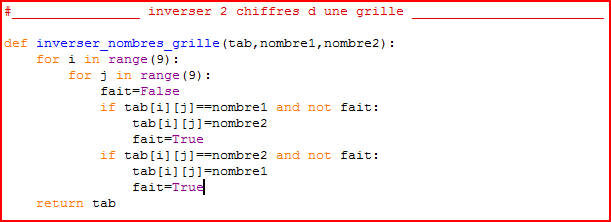 #_________________ inverser 2 chiffres d une grille __________________________
def inverser_nombres_grille(tab,nombre1,nombre2):
    for i in range(9):
        for j in range(9):
            fait=False
            if tab[i][j]==nombre1 and not fait:
                tab[i][j]=nombre2
                fait=True
            if tab[i][j]==nombre2 and not fait:
                tab[i][j]=nombre1
                fait=True
    return tab